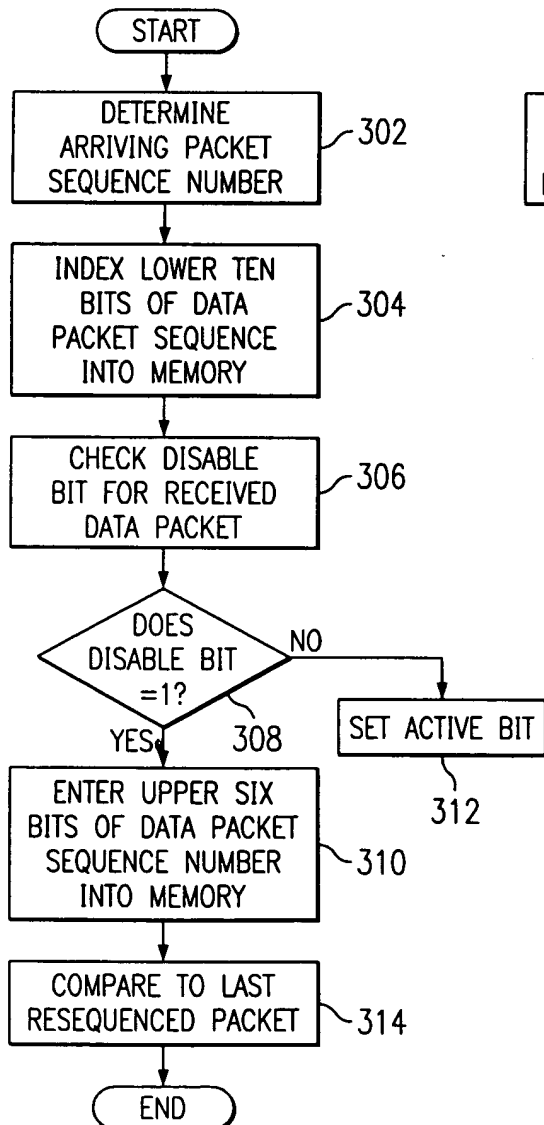 START
DETERMINE
ARRIVING PACKET
SEQUENCE NUMBER
302
INDEX LOWER TEN
BITS OF DATA
PACKET SEQUENCE
INTO MEMORY
304
CHECK DISABLE
BIT FOR RECEIVED
DATA PACKET
306
DOES
DISABLE BIT
=1?
308
NO
YES
SET ACTIVE BIT
312
ENTER UPPER SIX
BITS OF DATA PACKET
SEQUENCE NUMBER
INTO MEMORY
310
COMPARE TO LAST
RESEQUENCED PACKET
314
END